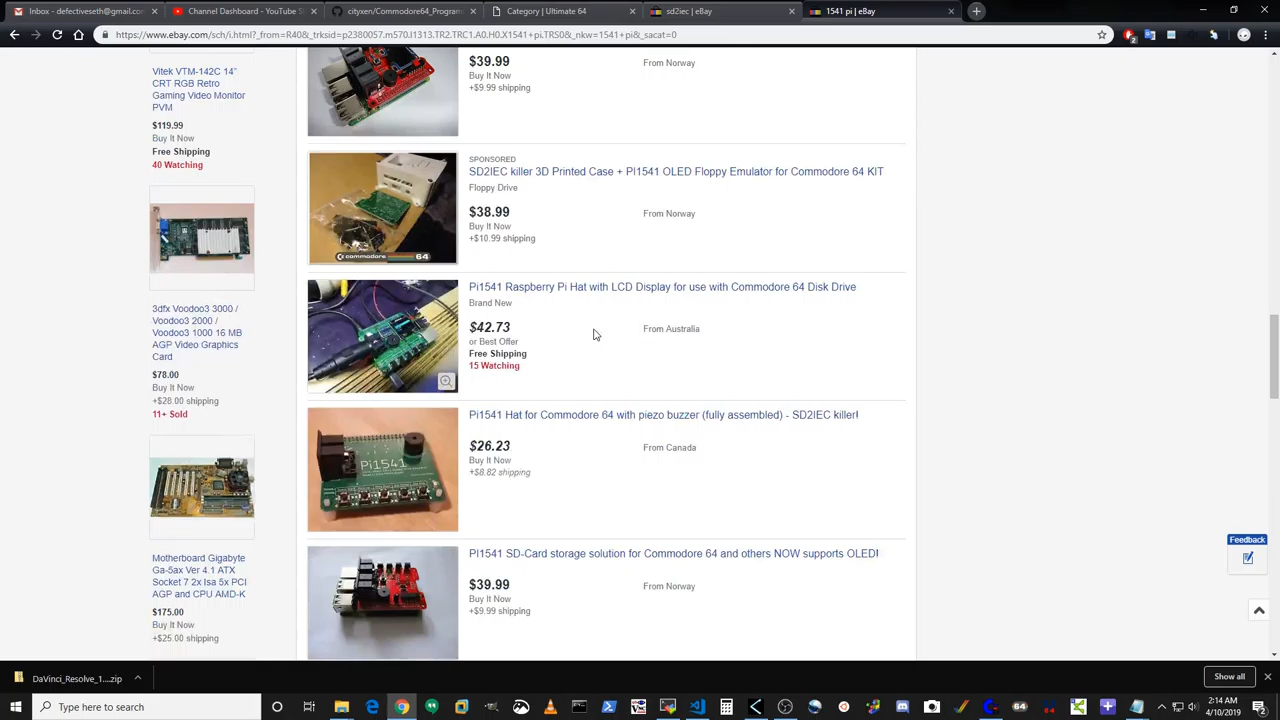 Inbox - defectiveseth@gmail.com
Channel Dashboard - YouTube S
cityxen/Commodore64_Program
Category | Ultimate 64
sd2iec | eBay
1541 pi | eBay
https://www.ebay.com/sch/i.html?_from=R40&_trksid=p2380057.m570.l1313.TR2.TRC1.A0.H0.X1541+pi.TRS0&_nkw=1541+pi&_sacat=0
Vitek VTM-142C 14"
CRT RGB Retro
Gaming Video Monitor
PVM
$119.99
Buy It Now
Free Shipping
40 Watching
3dfx Voodoo3 3000 /
Voodoo3 2000 /
Voodoo3 1000 16 MB
AGP Video Graphics
Card
$78.00
Buy It Now
+$28.00 shipping
11+ Sold
Motherboard Gigabyte
Ga-5ax Ver 4.1 ATX
Socket 7 2x Isa 5x PCI
AGP and CPU AMD-K
$175.00
Buy It Now
+$25.00 shipping
$39.99
From Norway
Buy It Now
+$9.99 shipping
SPONSORED
SD2IEC killer 3D Printed Case + PI1541 OLED Floppy Emulator for Commodore 64 KIT
Floppy Drive
$38.99
From Norway
Buy It Now
+$10.99 shipping
commodore 64
Pi1541 Raspberry Pi Hat with LCD Display for use with Commodore 64 Disk Drive
Brand New
$42.73
From Australia
or Best Offer
Free Shipping
15 Watching
Pi1541 Hat for Commodore 64 with piezo buzzer (fully assembled) - SD2IEC killer!
$26.23
From Canada
Buy It Now
+$8.82 shipping
Pi1541
PI1541 SD-Card storage solution for Commodore 64 and others NOW supports OLED!
$39.99
From Norway
Buy It Now
+$9.99 shipping
Feedback
DaVinci_Resolve_1....zip
Show all
Type here to search
64
2:14 AM
4/10/2019